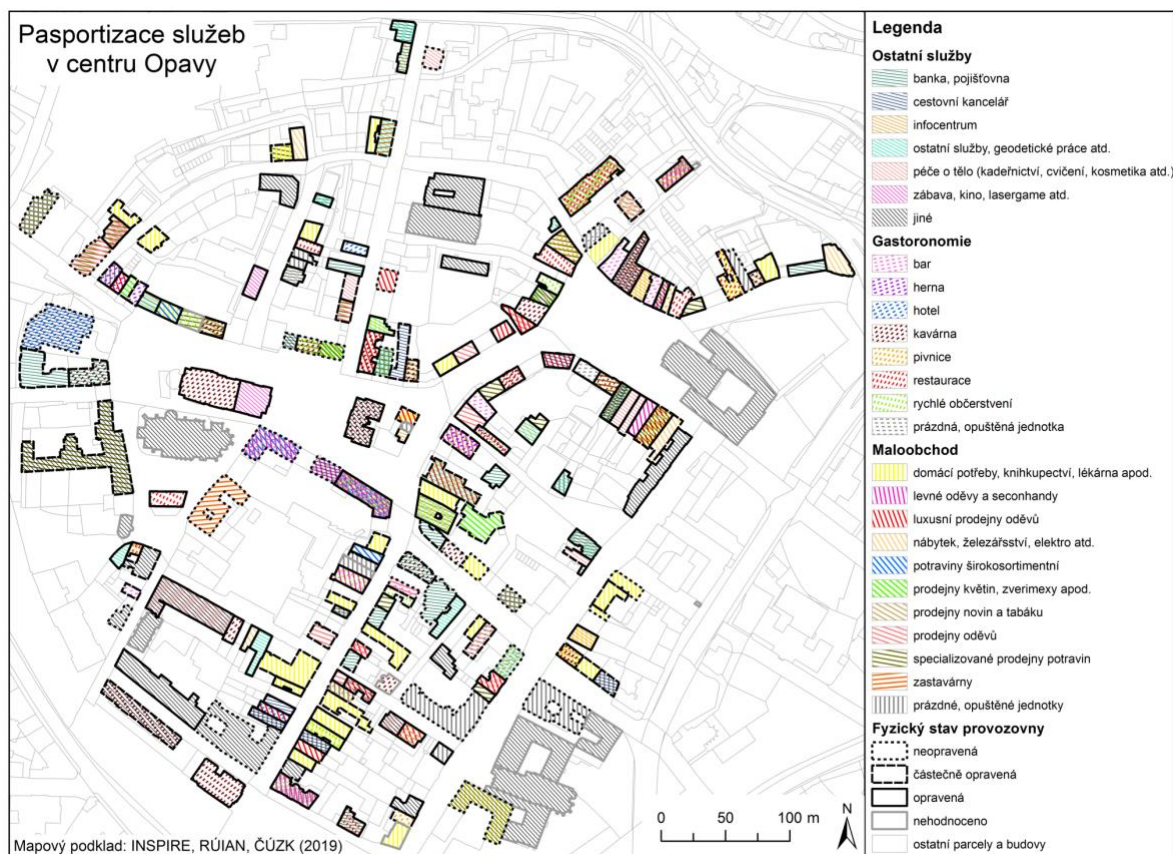 Pasportizace služeb
v centru Opavy
Legenda
Ostatní služby
banka, pojišťovna
cestovní kancelář
infocentrum
ostatní služby, geodetické práce atd.
péče o tělo (kadeřnictví, cvičení, kosmetika atd.)
zábava, kino, lasergame atd.
jiné
Gastoronomie
bar
herna
hotel
kavárna
pivnice
restaurace
rychlé občerstvení
prázdná, opuštěná jednotka
Maloobchod
domácí potřeby, knihkupectví, lékárna apod.
levné oděvy a seconhandy
luxusní prodejny oděvů
nábytek, železářsství, elektro atd.
potraviny širokosortimentní
prodejny květin, zverimexy apod.
prodejny novin a tabáku
prodejny oděvů
specializované prodejny potravin
zastavárny
prázdné, opuštěné jednotky
Fyzický stav provozovny
neopravená
částečně opravená
opravená
nehodnoceno
ostatní parcely a budovy
0 50 100 m
N
Mapový podklad: INSPIRE, RÚIAN, ČÚZK (2019)